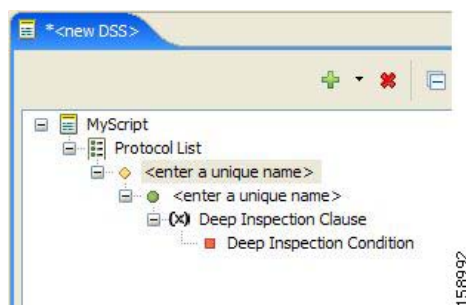 *<new DSS>
MyScript
Protocol List
<enter a unique name>
<enter a unique name>
(x) Deep Inspection Clause
Deep Inspection Condition
158992